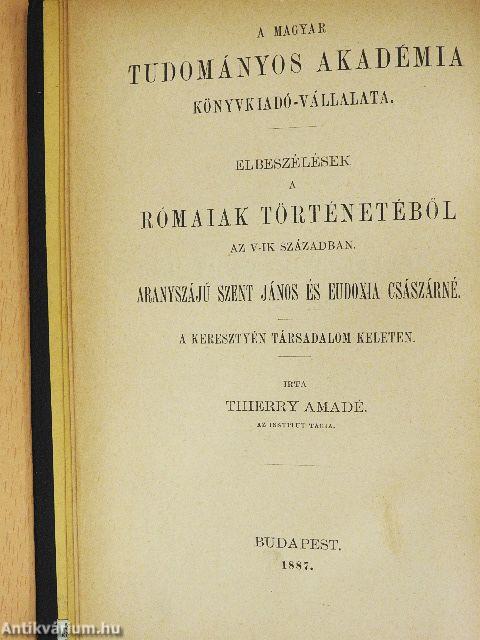 A MAGYAR
TUDOMÁNYOS AKADÉMIA
KÖNYVKIADÓ-VÁLLALATA.
ELBESZÉLÉSEK
A
RÓMAIAK TÖRTÉNETÉBŐL
AZ V-IK SZÁZADBAN.
ARANYSZÁJÚ SZENT JÁNOS ÉS EUDOXIA CSÁSZÁRNÉ.
A KERESZTYÉN TÁRSADALOM KELETEN.
IRTA
THIERRY AMADÉ.
AZ INSTITUT TAGJA.
BUDAPEST.
1887.
Antikvárium.hu